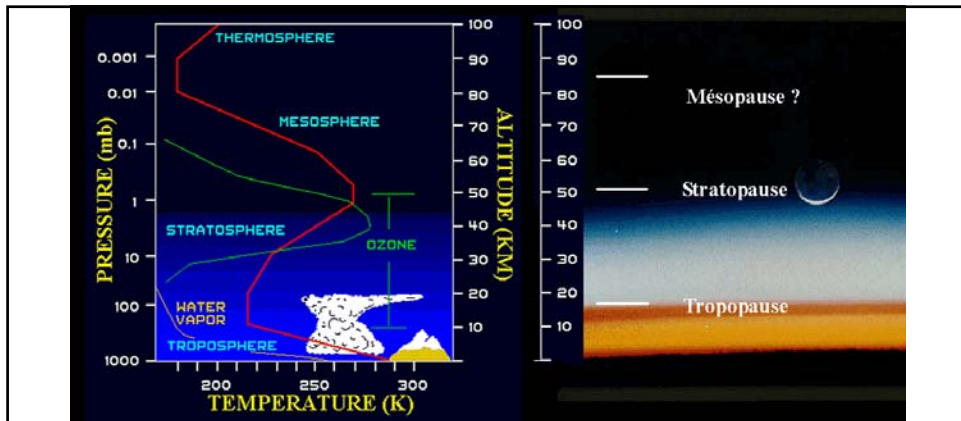 THERMOSPHERE
MESOSPHERE
STRATOSPHERE
OZONE
WATER
VAPOR
TROPOSPHERE
PRESSURE (mb)
0.001
0.01
0.1
1
10
100
1000
200
250
300
TEMPERATURE (K)
100
90
80
70
60
50
40
30
20
10
0
ALTITUDE (KM)
100
90
80
70
60
50
40
30
20
10
0
Mésopause ?
Stratopause
Tropopause